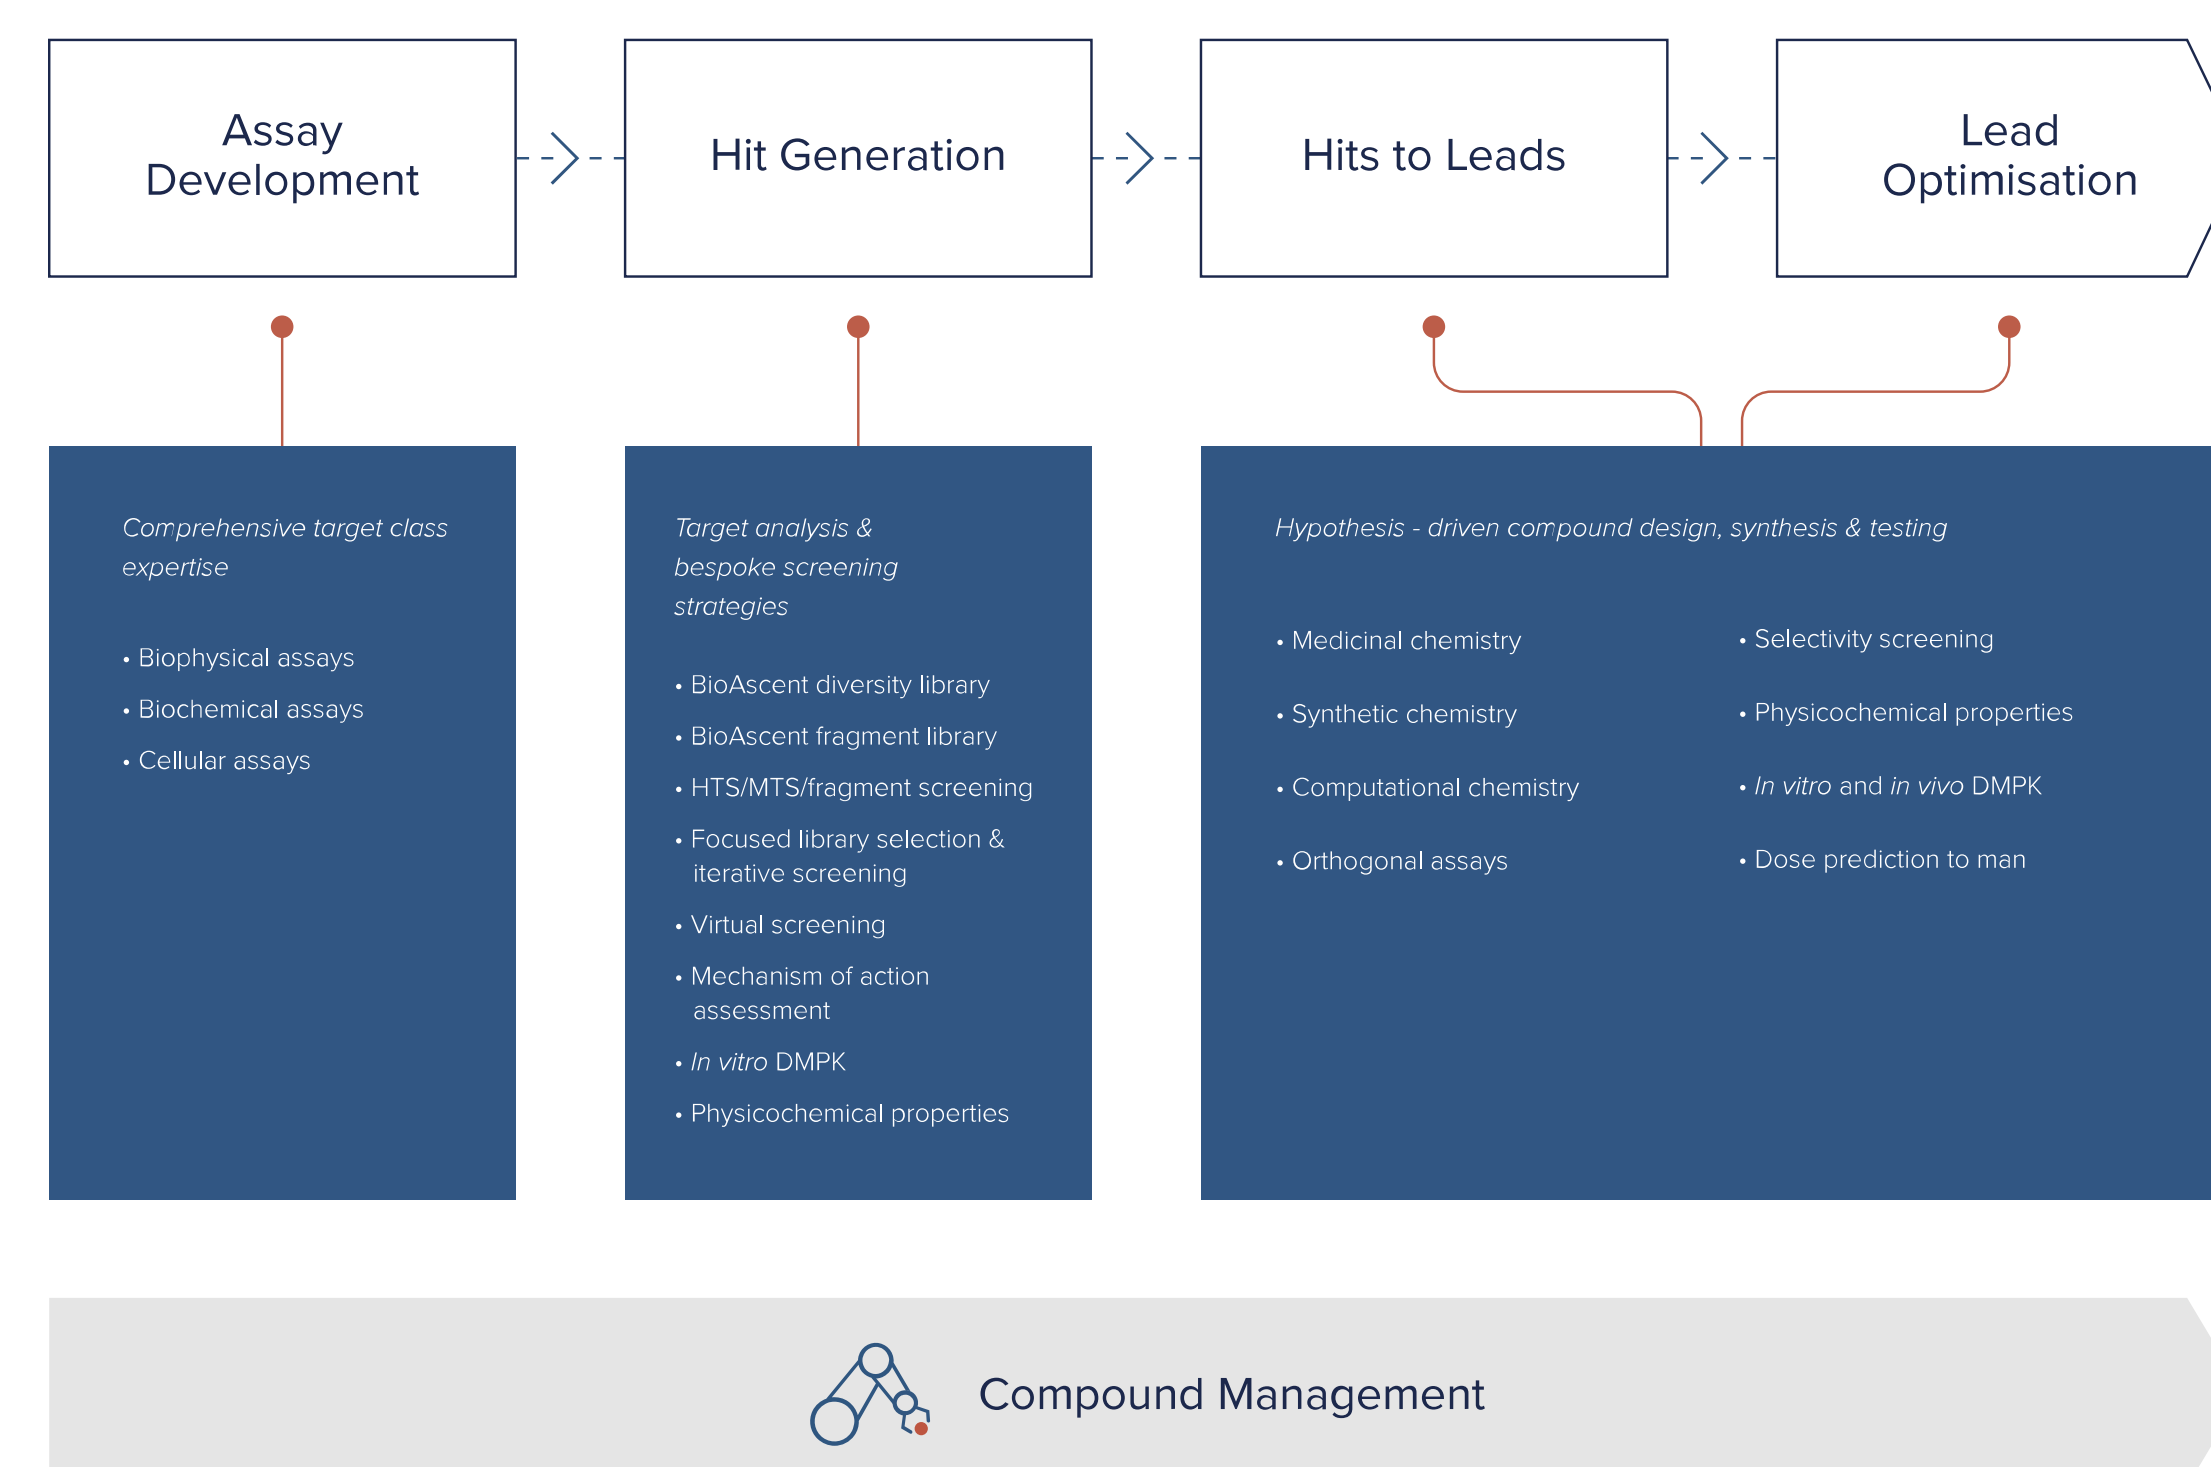 Assay
Development
Hit Generation
Hits to Leads
Lead
Optimisation
Comprehensive target class
expertise
• Biophysical assays
• Biochemical assays
• Cellular assays
Target analysis &
bespoke screening
strategies
• BioAscent diversity library
• BioAscent fragment library
• HTS/MTS/fragment screening
• Focused library selection &
iterative screening
• Virtual screening
• Mechanism of action
assessment
• In vitro DMPK
• Physicochemical properties
Hypothesis - driven compound design, synthesis & testing
• Medicinal chemistry
• Synthetic chemistry
• Computational chemistry
• Orthogonal assays
• Selectivity screening
• Physicochemical properties
• In vitro and in vivo DMPK
• Dose prediction to man
Compound Management